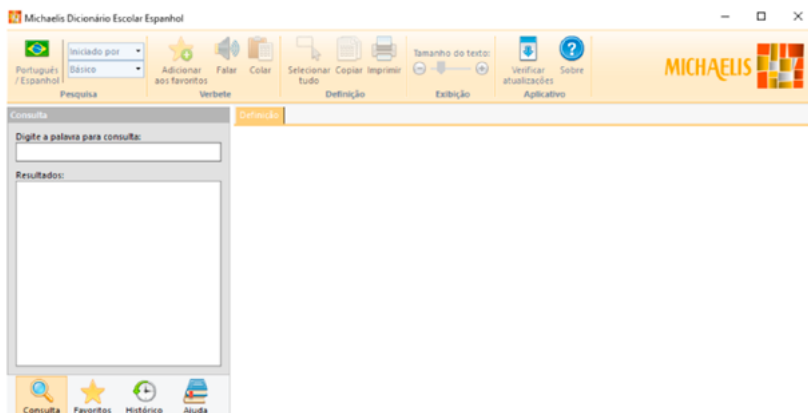 Michaelis Dicionário Escolar Espanhol
Português / Espanhol
Iniciado por
Básico
Pesquisa
Adicionar aos favoritos
Falar
Colar
Verbete
Selecionar tudo
Copiar
Imprimir
Definição
Tamanho do texto:
Exibição
Verificar atualizações
Sobre
Aplicativo
MICHAELIS
Consulta
Definição
Digite a palavra para consulta:
Resultados:
Consulta
Favoritos
Histórico
Ajuda